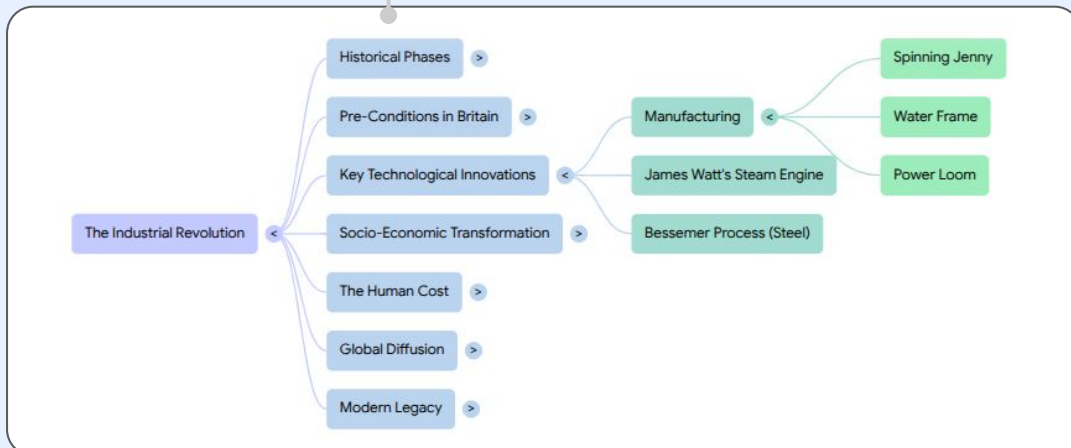 The Industrial Revolution <
Historical Phases >
Pre-Conditions in Britain >
Key Technological Innovations <
Socio-Economic Transformation >
The Human Cost >
Global Diffusion >
Modern Legacy >
Manufacturing <
James Watt's Steam Engine
Bessemer Process (Steel)
Spinning Jenny
Water Frame
Power Loom